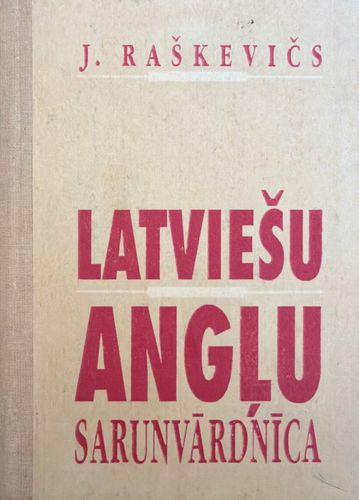 J. RAŠKEVIČS
LATVIEŠU
ANGĻU
SARUNVĀRDNĪCA